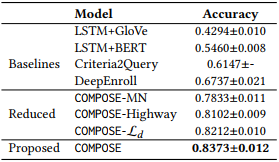 Model Accuracy
LSTM+GloVe 0.4294±0.010
LSTM+BERT 0.5460±0.008
Baselines Criteria2Query 0.6147±-
DeepEnroll 0.6737±0.021
COMPOSE-MN 0.7833±0.011
Reduced COMPOSE-Highway 0.8102±0.009
COMPOSE-ℒd 0.8212±0.010
Proposed COMPOSE 0.8373±0.012